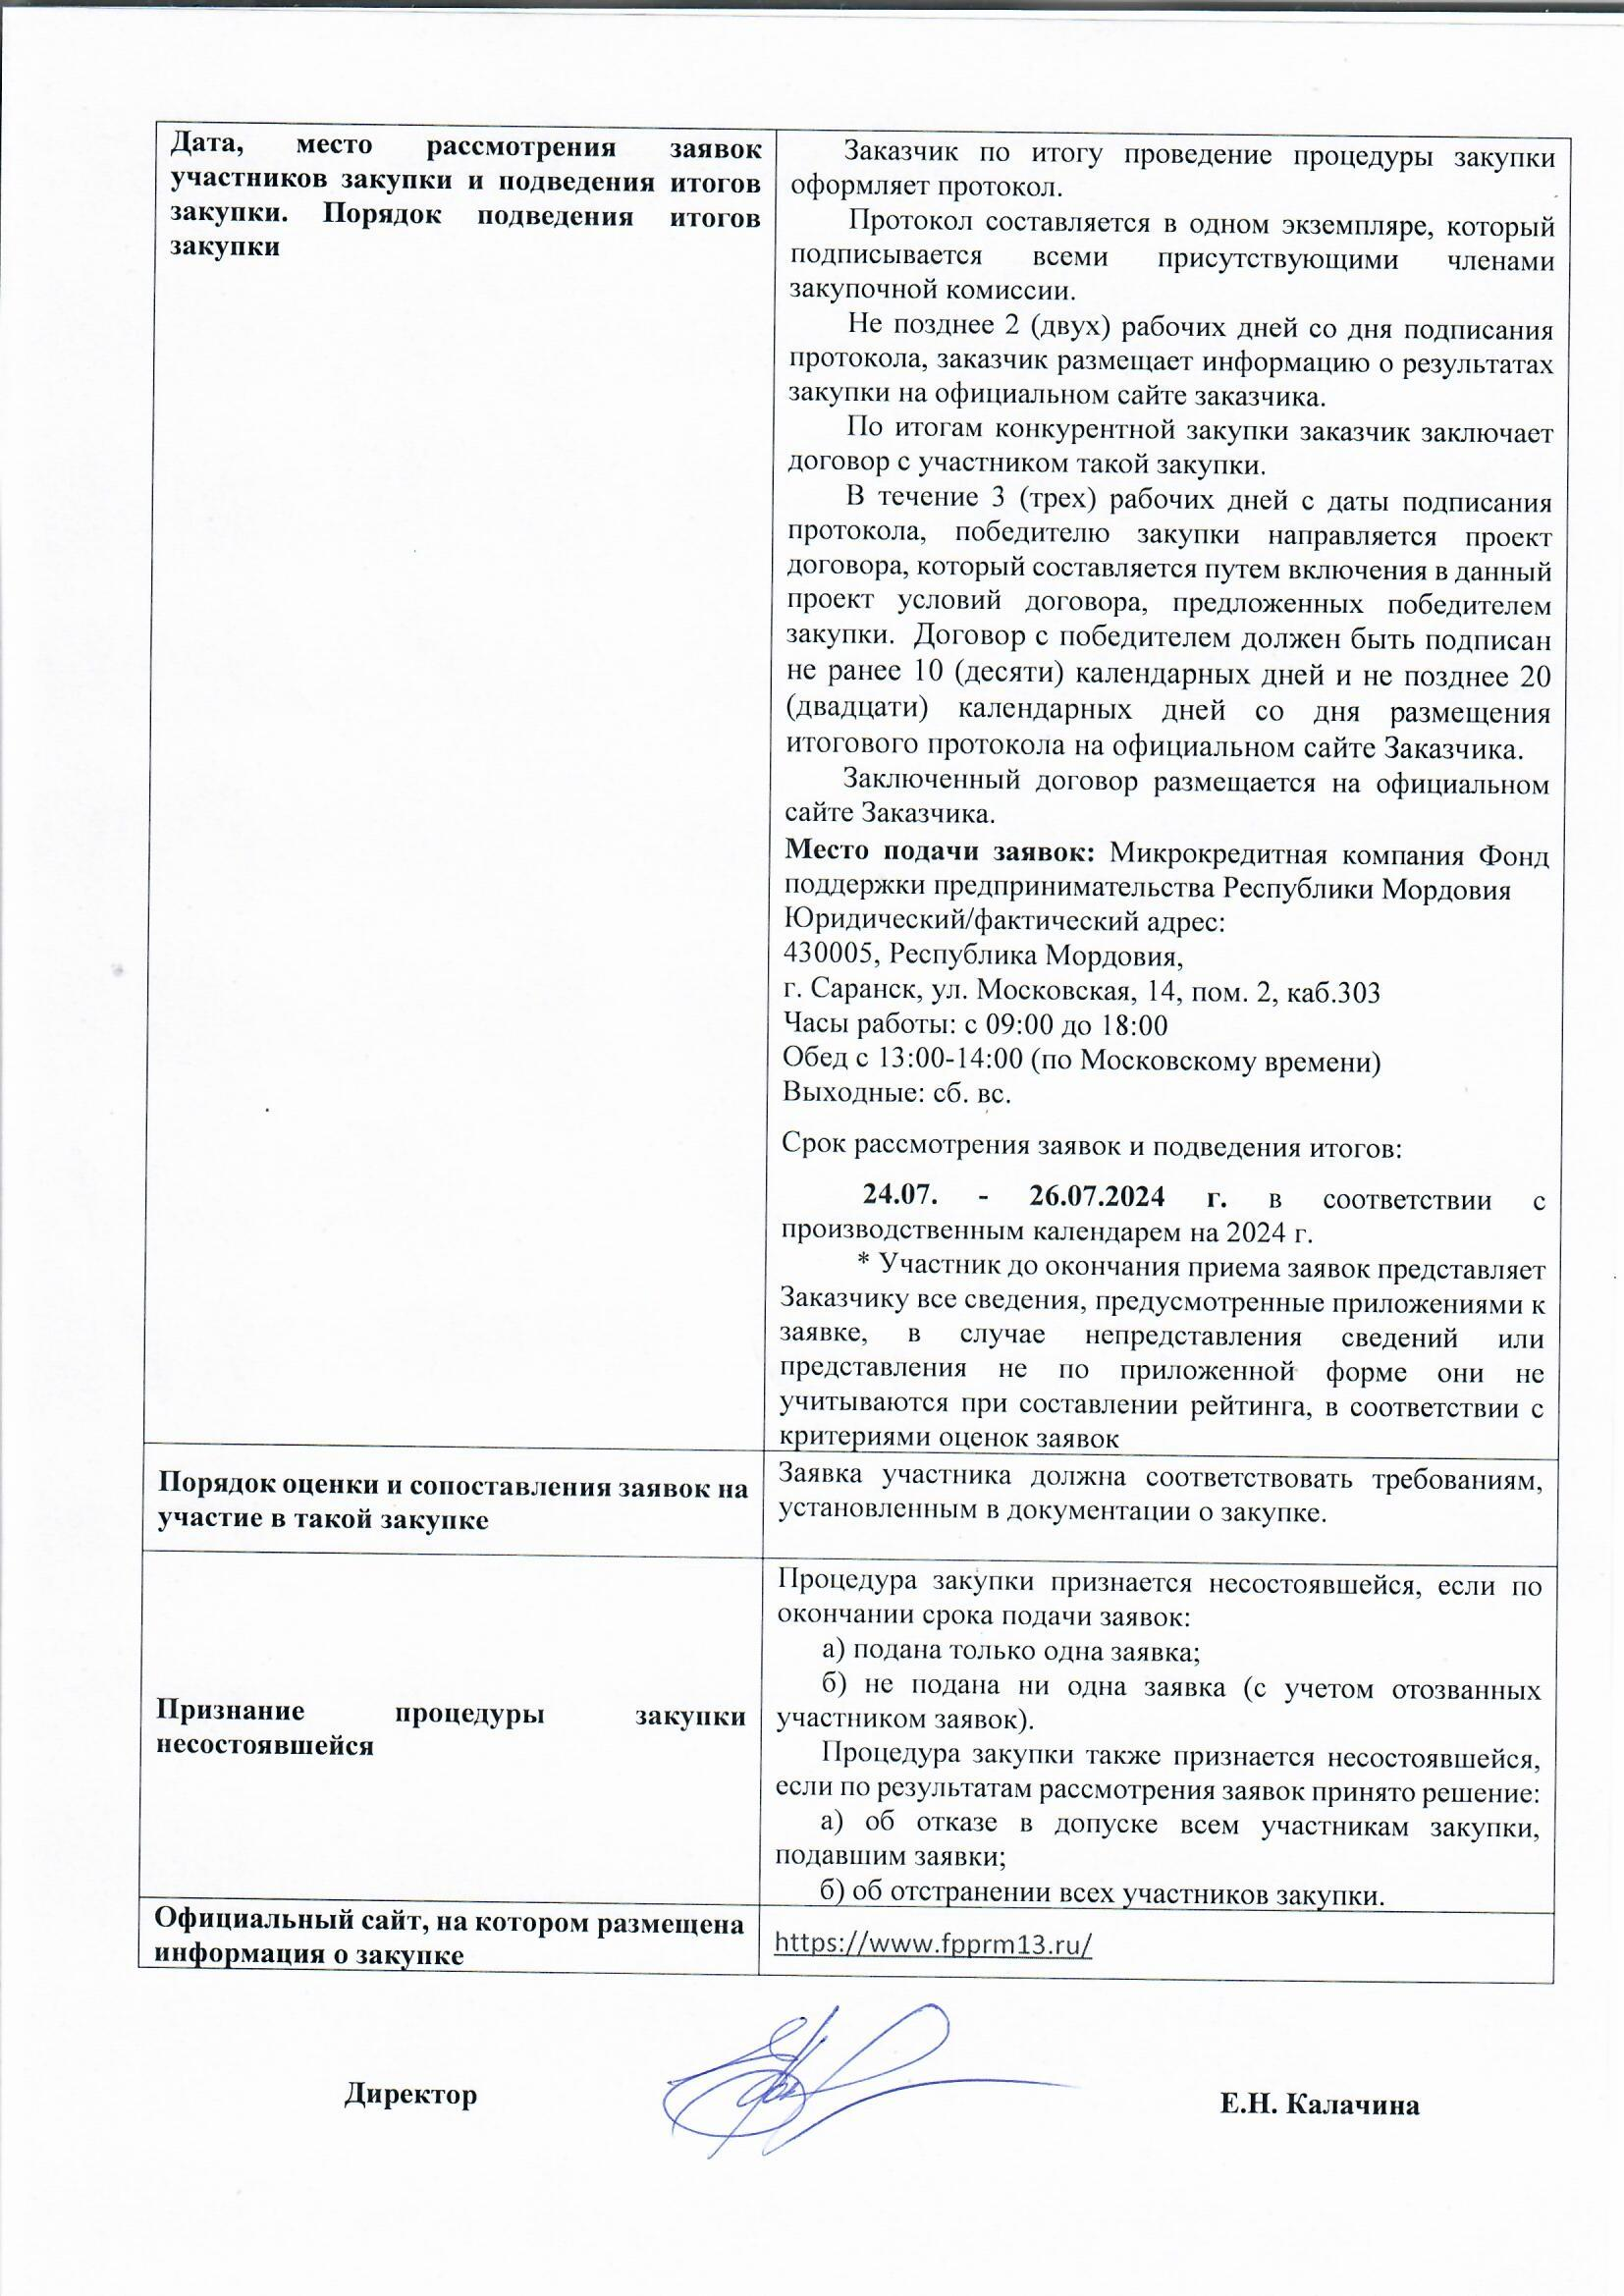 Дата, место рассмотрения заявок
участников закупки и подведения итогов
закупки. Порядок подведения итогов
закупки
Заказчик по итогу проведение процедуры закупки
оформляет протокол.
Протокол составляется в одном экземпляре, который
подписывается всеми присутствующими членами
закупочной комиссии.
Не позднее 2 (двух) рабочих дней со дня подписания
протокола, заказчик размещает информацию о результатах
закупки на официальном сайте заказчика.
По итогам конкурентной закупки заказчик заключает
договор с участником такой закупки.
В течение 3 (трех) рабочих дней с даты подписания
протокола, победителю закупки направляется проект
договора, который составляется путем включения в данный
проект условий договора, предложенных победителем
закупки. Договор с победителем должен быть подписан
не ранее 10 (десяти) календарных дней и не позднее 20
(двадцати) календарных дней со дня размещения
итогового протокола на официальном сайте Заказчика.
Заключенный договор размещается на официальном
сайте Заказчика.
Место подачи заявок: Микрокредитная компания Фонд
поддержки предпринимательства Республики Мордовия
Юридический/фактический адрес:
430005, Республика Мордовия,
г. Саранск, ул. Московская, 14, пом. 2, каб.303
Часы работы: с 09:00 до 18:00
Обед с 13:00-14:00 (по Московскому времени)
Выходные: сб. вс.
Срок рассмотрения заявок и подведения итогов:
24.07. - 26.07.2024 г. в соответствии с
производственным календарем на 2024 г.
* Участник до окончания приема заявок представляет
Заказчику все сведения, предусмотренные приложениями к
заявке, в случае непредставления сведений или
представления не по приложенной форме они не
учитываются при составлении рейтинга, в соответствии с
критериями оценок заявок
Порядок оценки и сопоставления заявок на
участие в такой закупке
Заявка участника должна соответствовать требованиям,
установленным в документации о закупке.
Признание процедуры закупки
несостоявшейся
Процедура закупки признается несостоявшейся, если по
окончании срока подачи заявок:
а) подана только одна заявка;
б) не подана ни одна заявка (с учетом отозванных
участником заявок).
Процедура закупки также признается несостоявшейся,
если по результатам рассмотрения заявок принято решение:
а) об отказе в допуске всем участникам закупки,
подавшим заявки;
б) об отстранении всех участников закупки.
Официальный сайт, на котором размещена
информация о закупке
https://www.fpprm13.ru/
Директор
Е.Н. Калачина